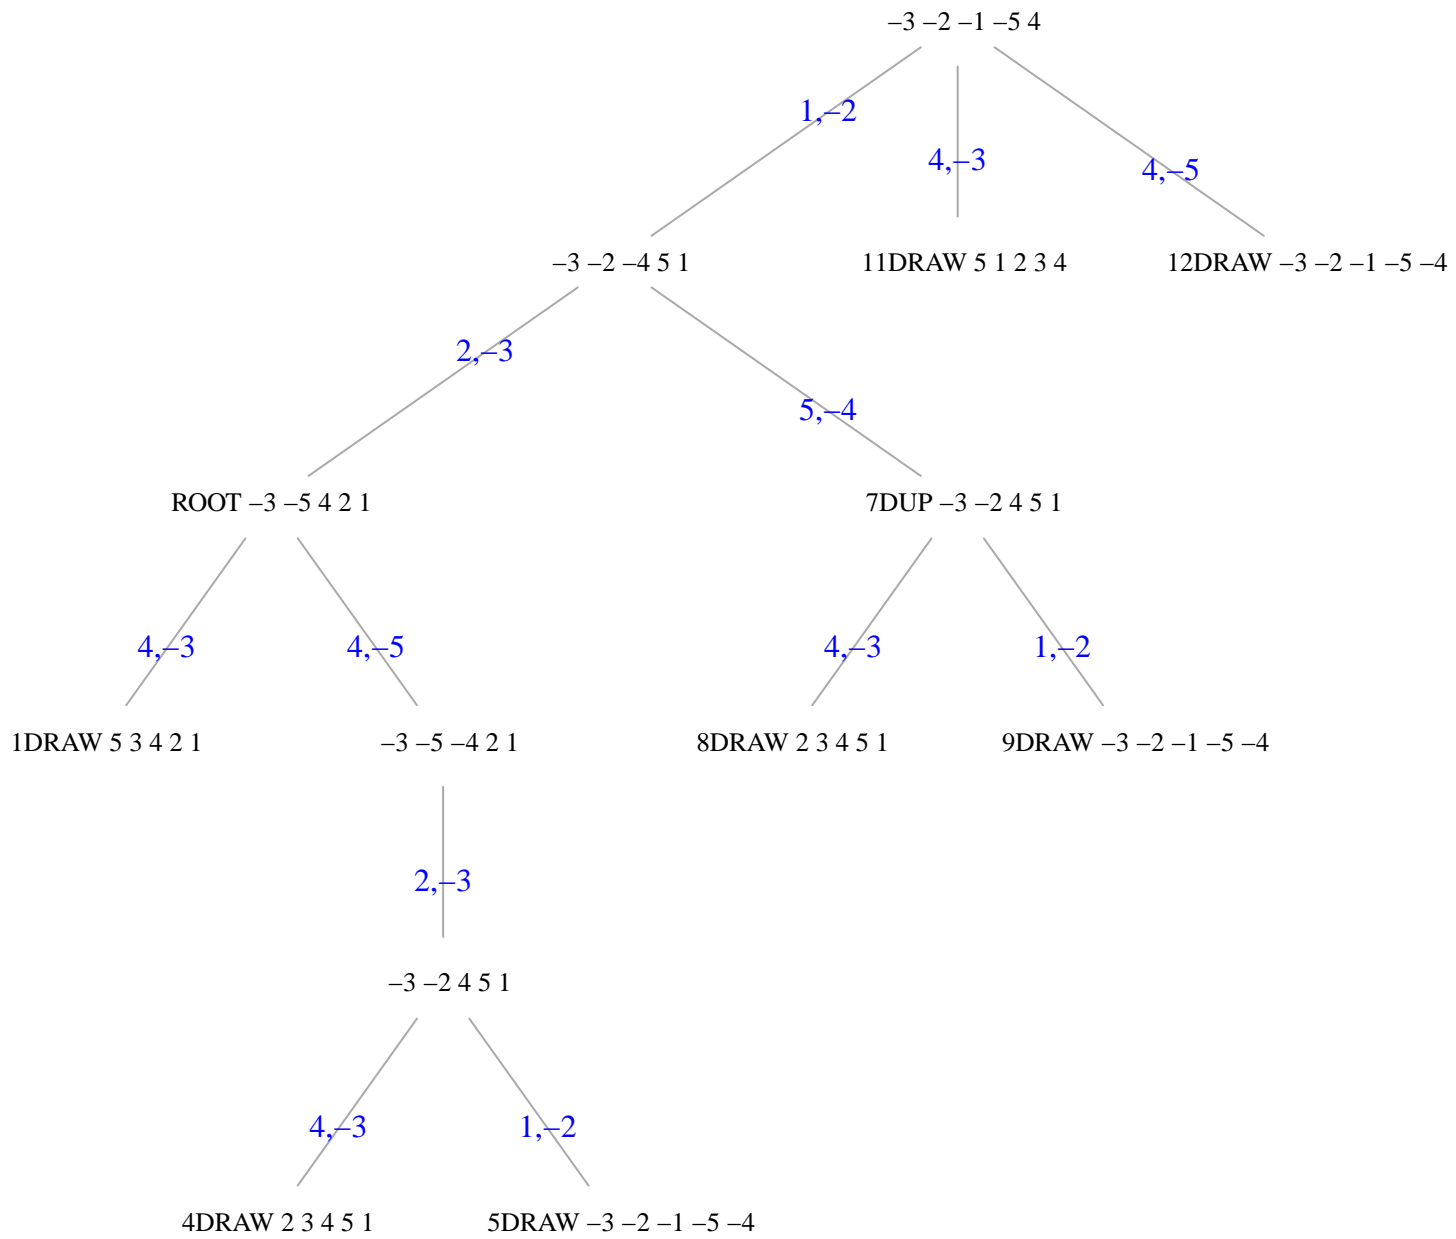 –3 –2 –1 –5 4
1,–2
4,–3
4,–5
–3 –2 –4 5 1
11DRAW 5 1 2 3 4
12DRAW –3 –2 –1 –5 –4
2,–3
5,–4
ROOT –3 –5 4 2 1
7DUP –3 –2 4 5 1
4,–3
4,–5
4,–3
1,–2
1DRAW 5 3 4 2 1
–3 –5 –4 2 1
8DRAW 2 3 4 5 1
9DRAW –3 –2 –1 –5 –4
2,–3
–3 –2 4 5 1
4,–3
1,–2
4DRAW 2 3 4 5 1
5DRAW –3 –2 –1 –5 –4